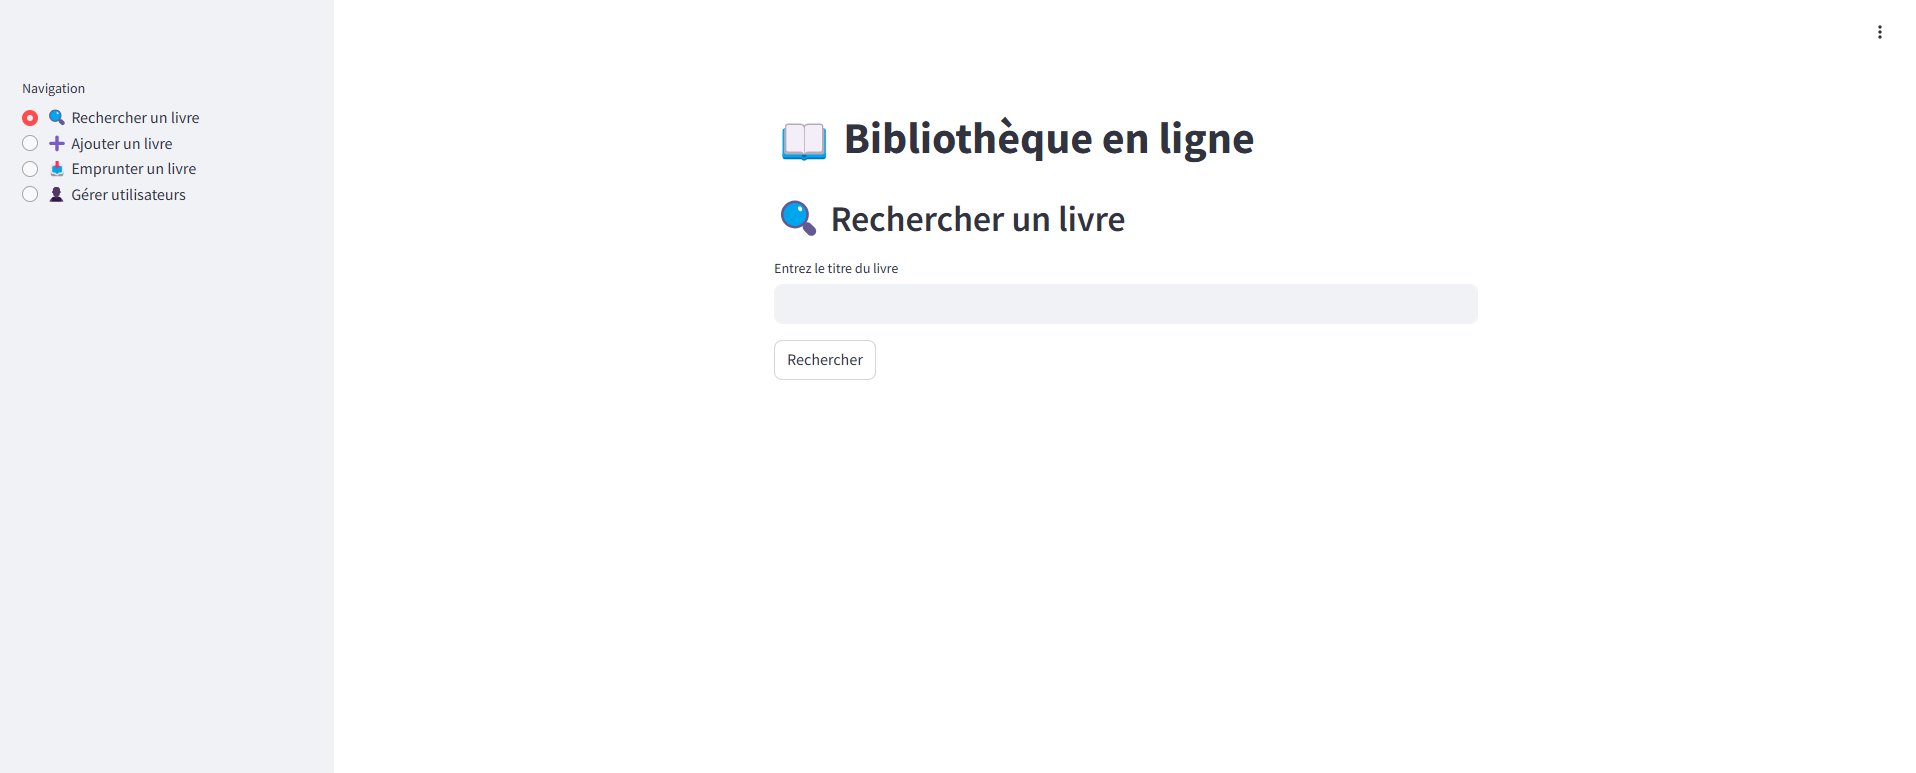 Navigation
Rechercher un livre
Ajouter un livre
Emprunter un livre
Gérer utilisateurs
Bibliothèque en ligne
Rechercher un livre
Entrez le titre du livre
Rechercher